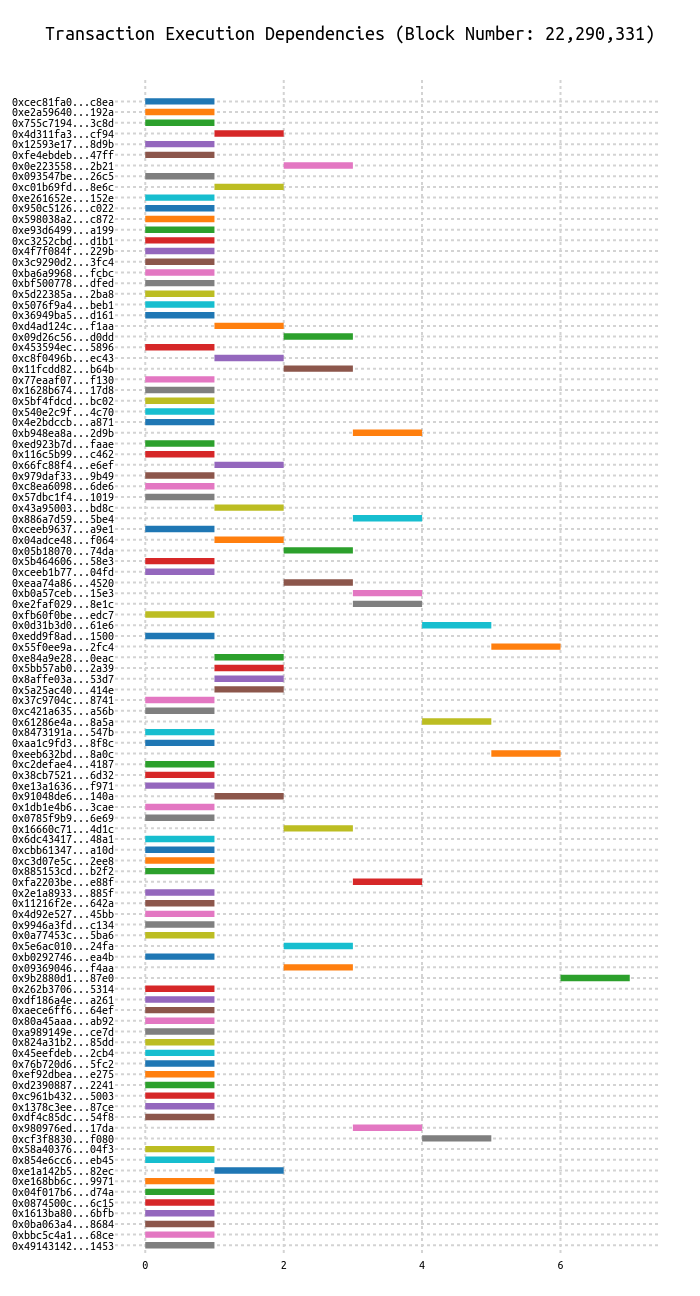 Transaction Execution Dependencies (Block Number: 22,290,331)
0xcec81fa0...c8ea
0xe2a59640...192a
0x755c7194...3c8d
0x4d311fa3...cf94
0x12593e17...8d9b
0xfe4ebdeb...47ff
0x0e223558...2b21
0x093547be...26c5
0xc01b69fd...8e6c
0xe261652e...152e
0x950c5126...c022
0x598038a2...c872
0xe93d6499...a199
0xc3252cbd...d1b1
0x4f7f084f...229b
0x3c9290d2...3fc4
0xba6a9968...fcbc
0xbf500778...dfed
0x5d22385a...2ba8
0x5076f9a4...beb1
0x36949ba5...d161
0xd4ad124c...f1aa
0x09d26c56...d0dd
0x453594ec...5896
0xc8f0496b...ec43
0x11fcdd82...b64b
0x77eaaf07...f130
0x1628b674...17d8
0x5bf4fdcd...bc02
0x540e2c9f...4c70
0x4e2bdccb...a871
0xb948ea8a...2d9b
0xed923b7d...faae
0x116c5b99...c462
0x66fc88f4...e6ef
0x979daf33...9b49
0xc8ea6098...6de6
0x57dbc1f4...1019
0x43a95003...bd8c
0x886a7d59...5be4
0xceeb9637...a9e1
0x04adce48...f064
0x05b18070...74da
0x5b464606...58e3
0xceeb1b77...04fd
0xeaa74a86...4520
0xb0a57ceb...15e3
0xe2faf029...8e1c
0xfb60f0be...edc7
0x0d31b3d0...61e6
0xedd9f8ad...1500
0x55f0ee9a...2fc4
0xe84a9e28...0eac
0x5bb57ab0...2a39
0x8affe03a...53d7
0x5a25ac40...414e
0x37c9704c...8741
0xc421a635...a56b
0x61286e4a...8a5a
0x8473191a...547b
0xaa1c9fd3...8f8c
0xeeb632bd...8a0c
0xc2defae4...4187
0x38cb7521...6d32
0xe13a1636...f971
0x91048de6...140a
0x1db1e4b6...3cae
0x0785f9b9...6e69
0x16660c71...4d1c
0x6dc43417...48a1
0xcbb61347...a10d
0xc3d07e5c...2ee8
0x885153cd...b2f2
0xfa2203be...e88f
0x2e1a8933...885f
0x11216f2e...642a
0x4d92e527...45bb
0x9946a3fd...c134
0x0a77453c...5ba6
0x5e6ac010...24fa
0xb0292746...ea4b
0x09369046...f4aa
0x9b2880d1...87e0
0x262b3706...5314
0xdf186a4e...a261
0xaece6ff6...64ef
0x80a45aaa...ab92
0xa989149e...ce7d
0x824a31b2...85dd
0x45eefdeb...2cb4
0x76b720d6...5fc2
0xef92dbea...e275
0xd2390887...2241
0xc961b432...5003
0x1378c3ee...87ce
0xdf4c85dc...54f8
0x980976ed...17da
0xcf3f8830...f080
0x58a40376...04f3
0x854e6cc6...eb45
0xe1a142b5...82ec
0xe168bb6c...9971
0x04f017b6...d74a
0x0874500c...6c15
0x1613ba80...6bfb
0x0ba063a4...8684
0xbbc5c4a1...68ce
0x49143142...1453
0 2 4 6